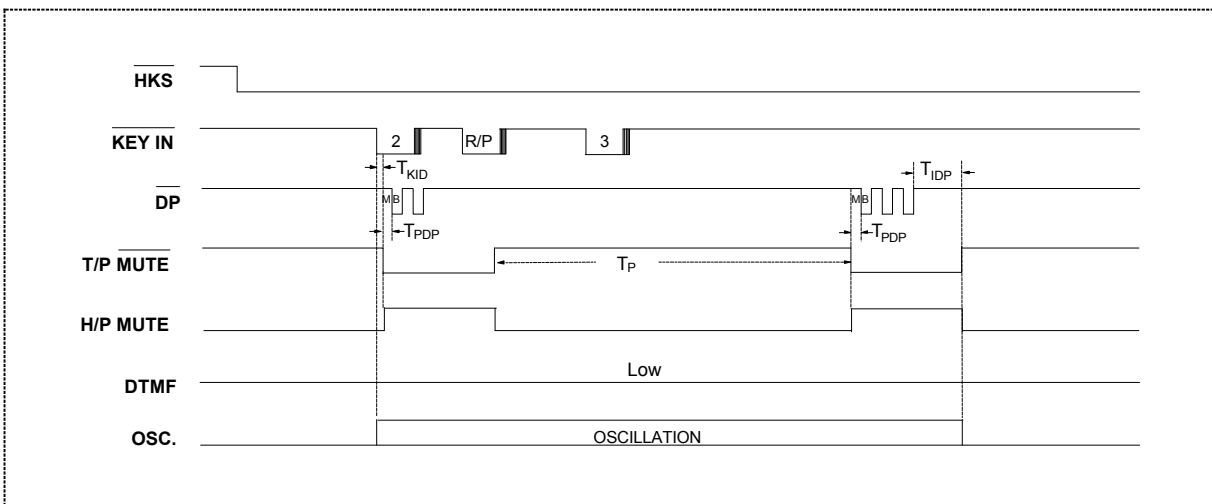 HKS
KEY IN
2
R/P
3
TKID
TIDP
DP
M B
M B
TPDP
TPDP
T/P MUTE
TP
H/P MUTE
Low
DTMF
OSC.
OSCILLATION